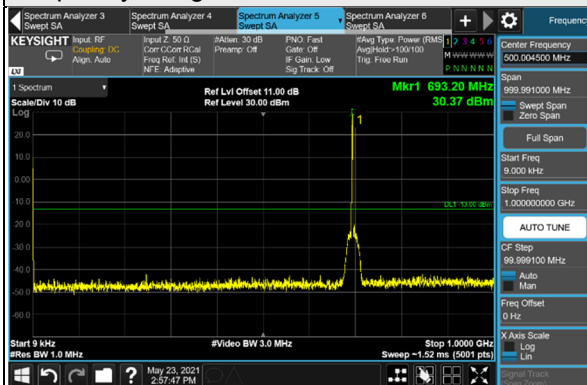 Spectrum Analyzer 3
Swept SA
Spectrum Analyzer 4
Swept SA
Spectrum Analyzer 5
Swept SA
Spectrum Analyzer 6
Swept SA
+
Frequency
KEYSIGHT
Input: RF
Coupling: DC
Align: Auto
Input Z: 50 Ω
Corr CCorr RCal
Freq Ref: Int (S)
NFE: Adaptive
#Atten: 30 dB
Preamp: Off
PNO: Fast
Gate: Off
IF Gain: Low
Sig Track: Off
#Avg Type: Power (RMS
Avg|Hold:>100/100
Trig: Free Run
1 2 3 4 5 6
M W W W W W
P N N N N N
LXI
1 Spectrum
Scale/Div 10 dB
Log
Ref Lvl Offset 11.00 dB
Ref Level 30.00 dBm
Mkr1 693.20 MHz
30.37 dBm
1
20.0
10.0
0.00
-10.0
DL1 -13.00 dBm
-20.0
-30.0
-40.0
-50.0
-60.0
Start 9 kHz
#Res BW 1.0 MHz
#Video BW 3.0 MHz
Stop 1.0000 GHz
Sweep ~1.52 ms (5001 pts)
Center Frequency
500.004500 MHz
Span
999.991000 MHz
Swept Span
Zero Span
Full Span
Start Freq
9.000 kHz
Stop Freq
1.000000000 GHz
AUTO TUNE
CF Step
99.999100 MHz
Auto
Man
Freq Offset
0 Hz
X Axis Scale
Log
Lin
Signal Track
(Span Zoom)
?
May 23, 2021
2:57:47 PM